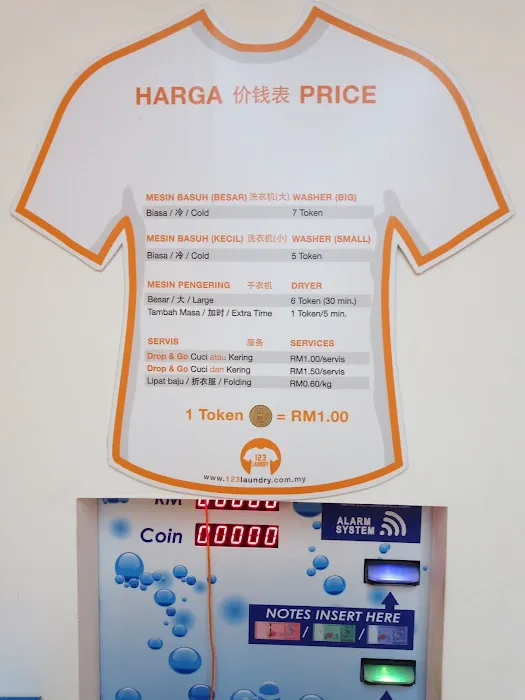 HARGA 价钱表 PRICE
MESIN BASUH (BESAR) 洗衣机(大) WASHER (BIG)
Biasa / 冷 / Cold 7 Token
MESIN BASUH (KECIL) 洗衣机(小) WASHER (SMALL)
Biasa / 冷 / Cold 5 Token
MESIN PENGERING 干衣机 DRYER
Besar / 大 / Large 6 Token (30 min.)
Tambah Masa / 加时 / Extra Time 1 Token/5 min.
SERVIS 服务 SERVICES
Drop & Go Cuci atau Kering RM1.00/servis
Drop & Go Cuci dan Kering RM1.50/servis
Lipat baju / 折衣服 / Folding RM0.60/kg
1 Token = RM1.00
123
LAUNDRY
www.123laundry.com.my
RM 00000
Coin 00000
ALARM
SYSTEM
NOTES INSERT HERE